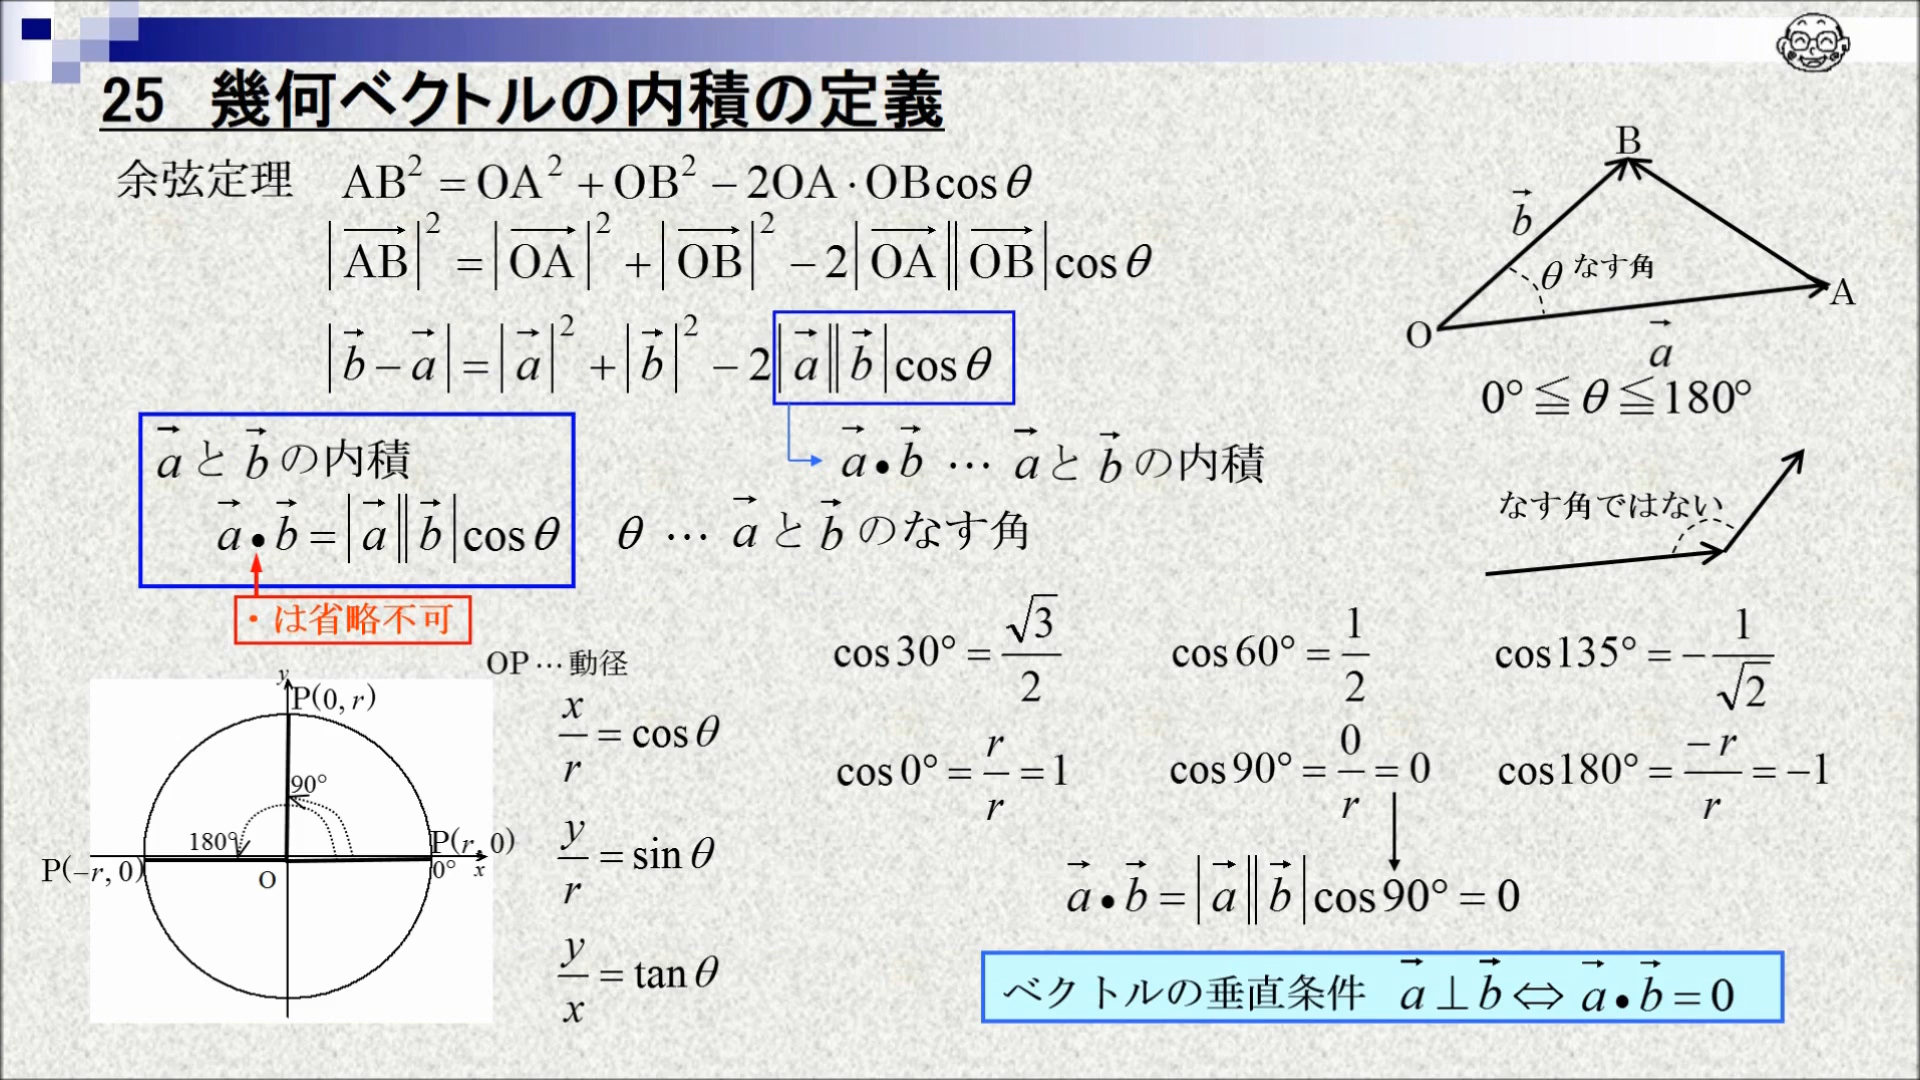 25 幾何ベクトルの内積の定義
余弦定理 AB² = OA² + OB² − 2OA · OB cos θ
|AB→|² = |OA→|² + |OB→|² − 2|OA→||OB→|cos θ
|b→ − a→| = |a→|² + |b→|² − 2|a→||b→|cos θ
a→•b→ … a→とb→の内積
a→とb→の内積
a→•b→ = |a→||b→|cos θ
θ … a→とb→のなす角
・は省略不可
B
b→
θ なす角
A
O
a→
0° ≦ θ ≦ 180°
なす角ではない
y
P(0, r)
90°
180°
P(r, 0)
P(−r, 0)
0°
x
O
OP…動径
x/r = cos θ
y/r = sin θ
y/x = tan θ
cos 30° = √3/2
cos 60° = 1/2
cos 135° = −1/√2
cos 0° = r/r = 1
cos 90° = 0/r = 0
cos 180° = −r/r = −1
a→•b→ = |a→||b→|cos 90° = 0
ベクトルの垂直条件 a→ ⊥ b→ ⇔ a→•b→ = 0